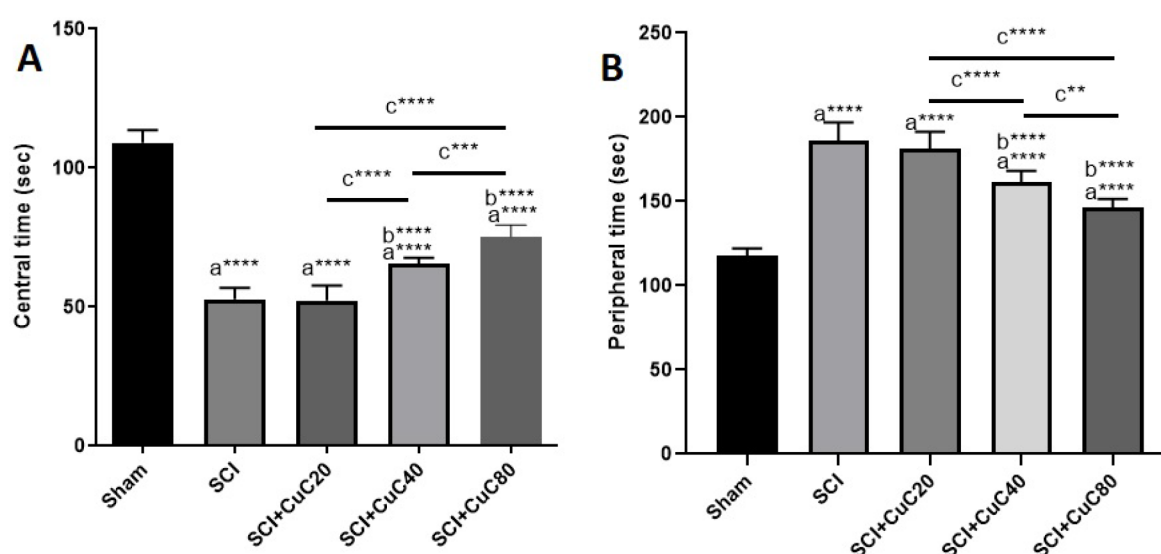 A
Central time (sec)
150
100
50
0
c****
c***
c****
b****
a****
b****
a****
a****
a****
Sham
SCI
SCI+CuC20
SCI+CuC40
SCI+CuC80
B
Peripheral time (sec)
250
200
150
100
50
0
c****
c****
c**
a****
a****
b****
a****
b****
a****
Sham
SCI
SCI+CuC20
SCI+CuC40
SCI+CuC80